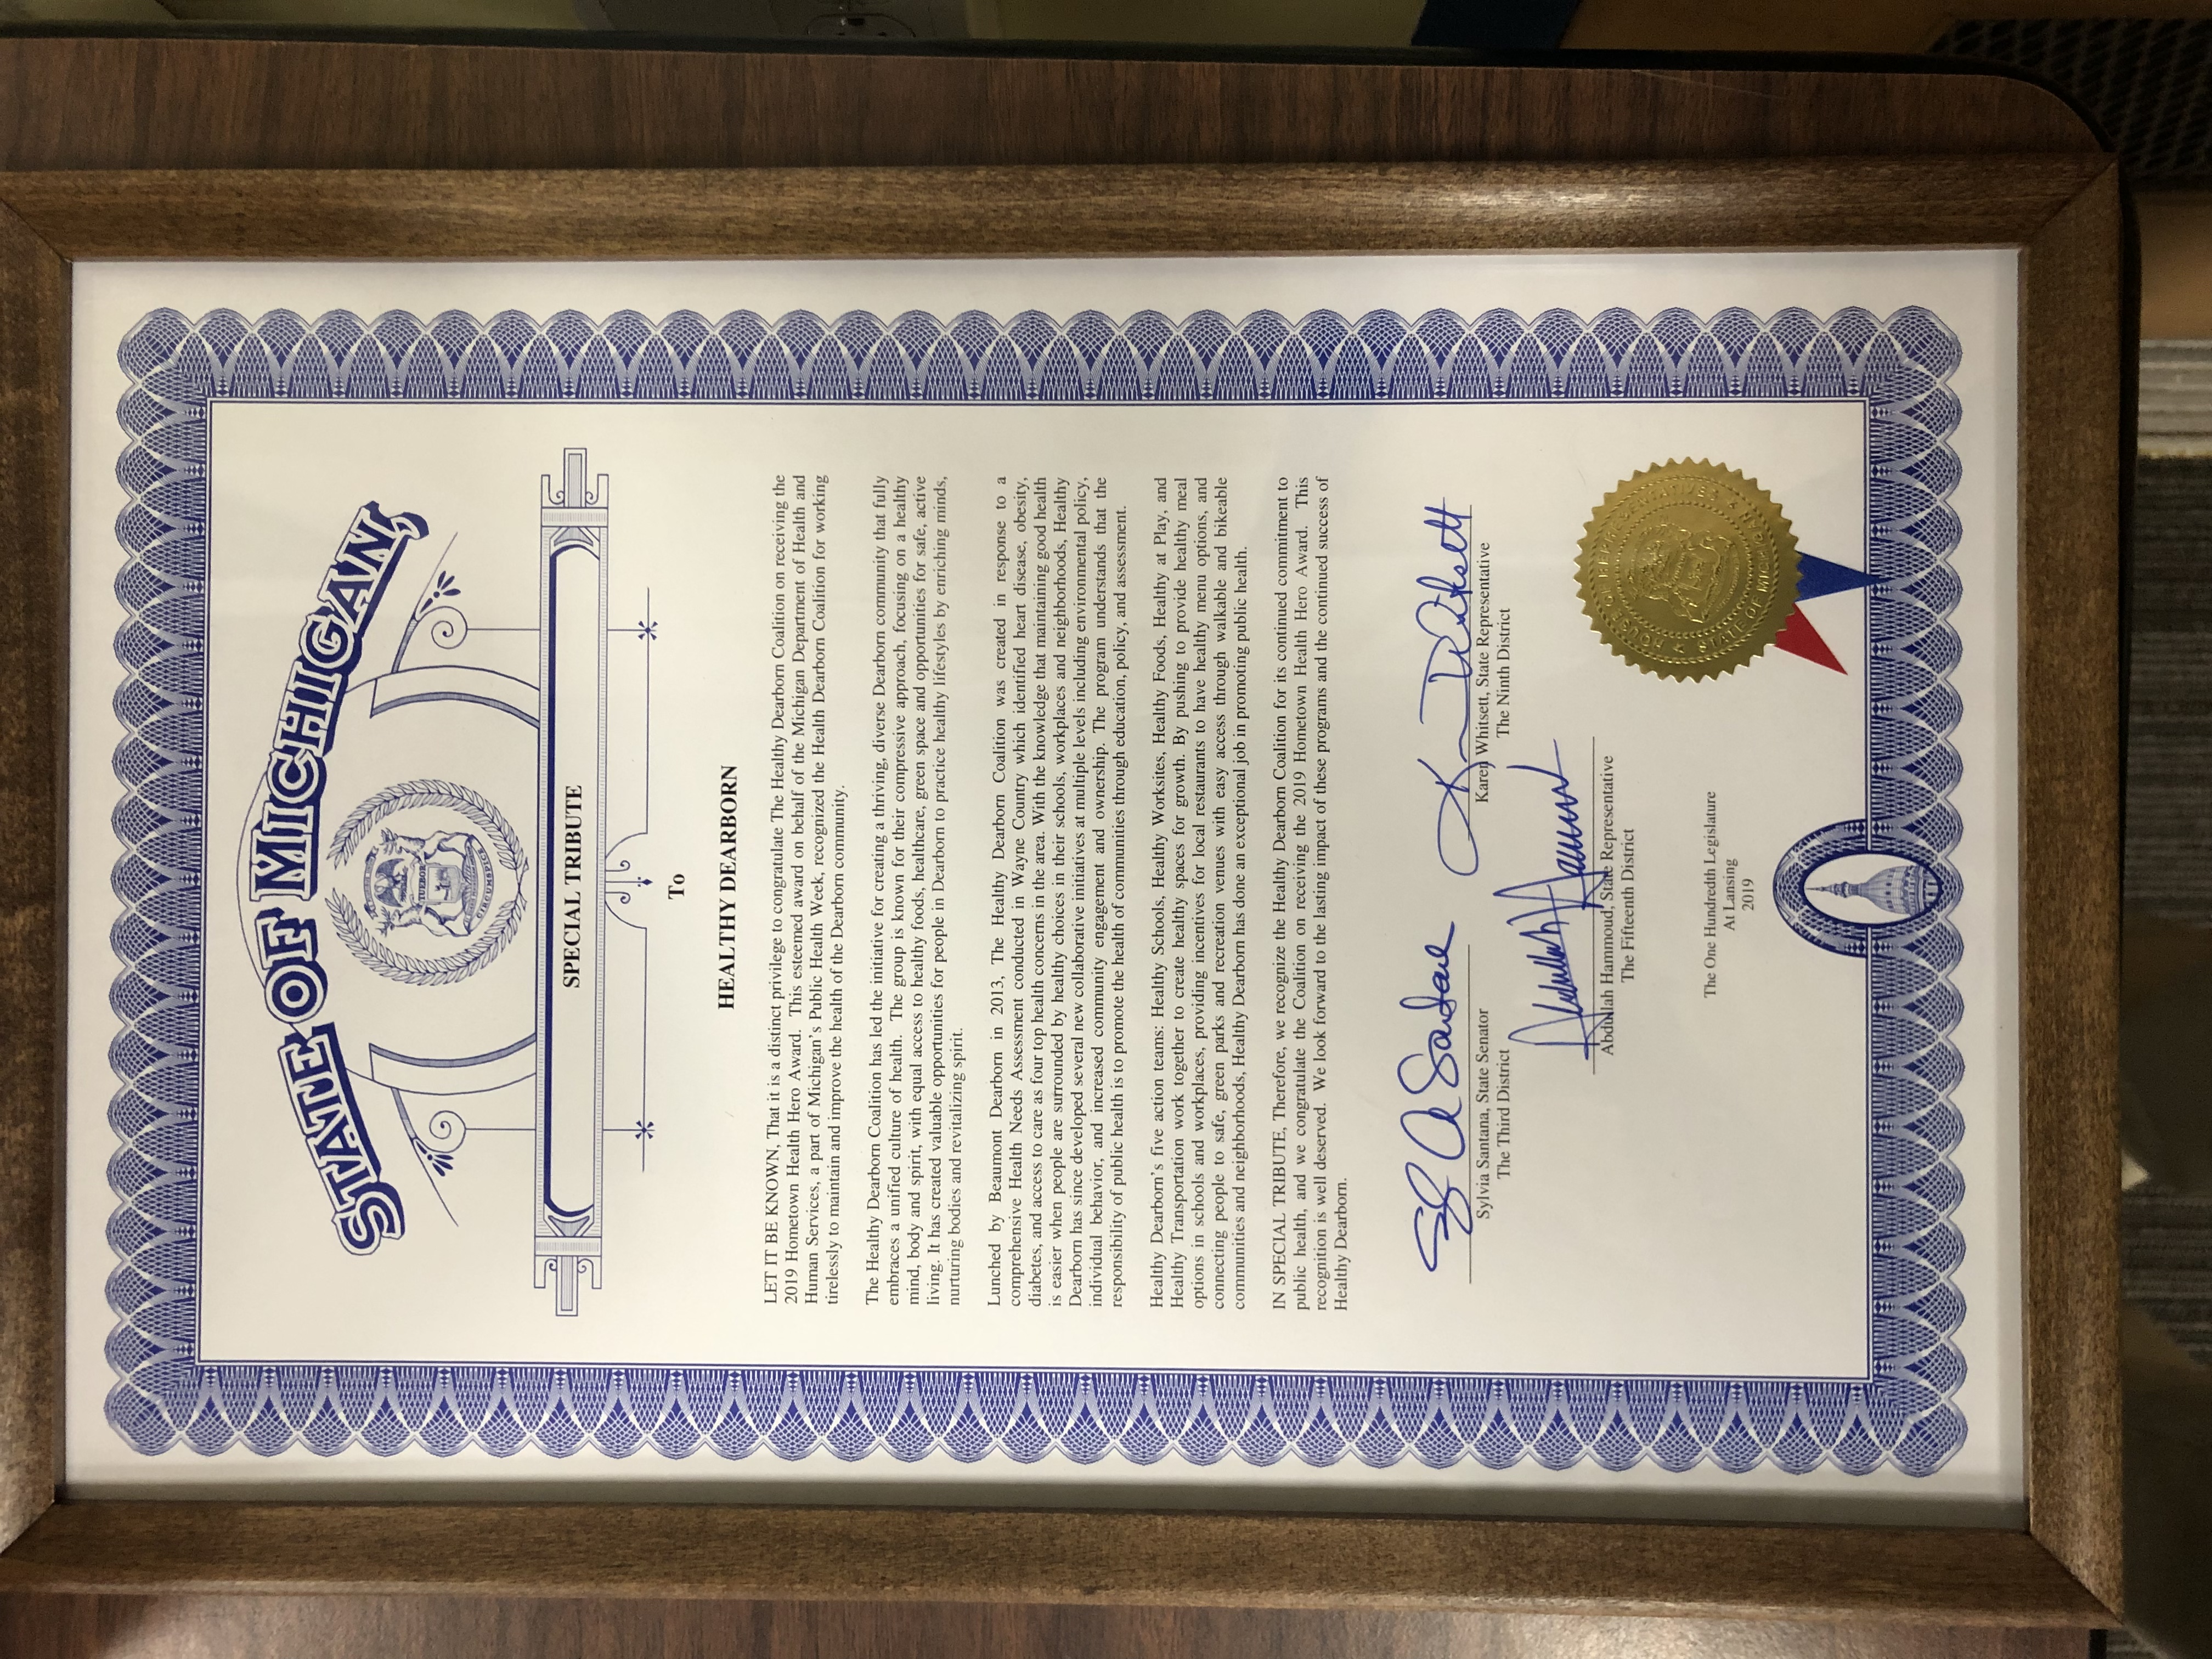 STATE OF MICHIGAN
TUEBOR
CIRCUMSPICE
SPECIAL TRIBUTE
To
HEALTHY DEARBORN
LET IT BE KNOWN, That it is a distinct privilege to congratulate The Healthy Dearborn Coalition on receiving the
2019 Hometown Health Hero Award. This esteemed award on behalf of the Michigan Department of Health and
Human Services, a part of Michigan's Public Health Week, recognized the Health Dearborn Coalition for working
tirelessly to maintain and improve the health of the Dearborn community.
The Healthy Dearborn Coalition has led the initiative for creating a thriving, diverse Dearborn community that fully
embraces a unified culture of health. The group is known for their compressive approach, focusing on a healthy
mind, body and spirit, with equal access to healthy foods, healthcare, green space and opportunities for safe, active
living. It has created valuable opportunities for people in Dearborn to practice healthy lifestyles by enriching minds,
nurturing bodies and revitalizing spirit.
Lunched by Beaumont Dearborn in 2013, The Healthy Dearborn Coalition was created in response to a
comprehensive Health Needs Assessment conducted in Wayne Country which identified heart disease, obesity,
diabetes, and access to care as four top health concerns in the area. With the knowledge that maintaining good health
is easier when people are surrounded by healthy choices in their schools, workplaces and neighborhoods, Healthy
Dearborn has since developed several new collaborative initiatives at multiple levels including environmental policy,
individual behavior, and increased community engagement and ownership. The program understands that the
responsibility of public health is to promote the health of communities through education, policy, and assessment.
Healthy Dearborn's five action teams: Healthy Schools, Healthy Worksites, Healthy Foods, Healthy at Play, and
Healthy Transportation work together to create healthy spaces for growth. By pushing to provide healthy meal
options in schools and workplaces, providing incentives for local restaurants to have healthy menu options, and
connecting people to safe, green parks and recreation venues with easy access through walkable and bikeable
communities and neighborhoods, Healthy Dearborn has done an exceptional job in promoting public health.
IN SPECIAL TRIBUTE, Therefore, we recognize the Healthy Dearborn Coalition for its continued commitment to
public health, and we congratulate the Coalition on receiving the 2019 Hometown Health Hero Award. This
recognition is well deserved. We look forward to the lasting impact of these programs and the continued success of
Healthy Dearborn.
Sylvia Santana, State Senator
The Third District
Karen Whitsett, State Representative
The Ninth District
Abdullah Hammoud, State Representative
The Fifteenth District
The One Hundredth Legislature
At Lansing
2019
HOUSE OF REPRESENTATIVES
STATE OF MICHIGAN